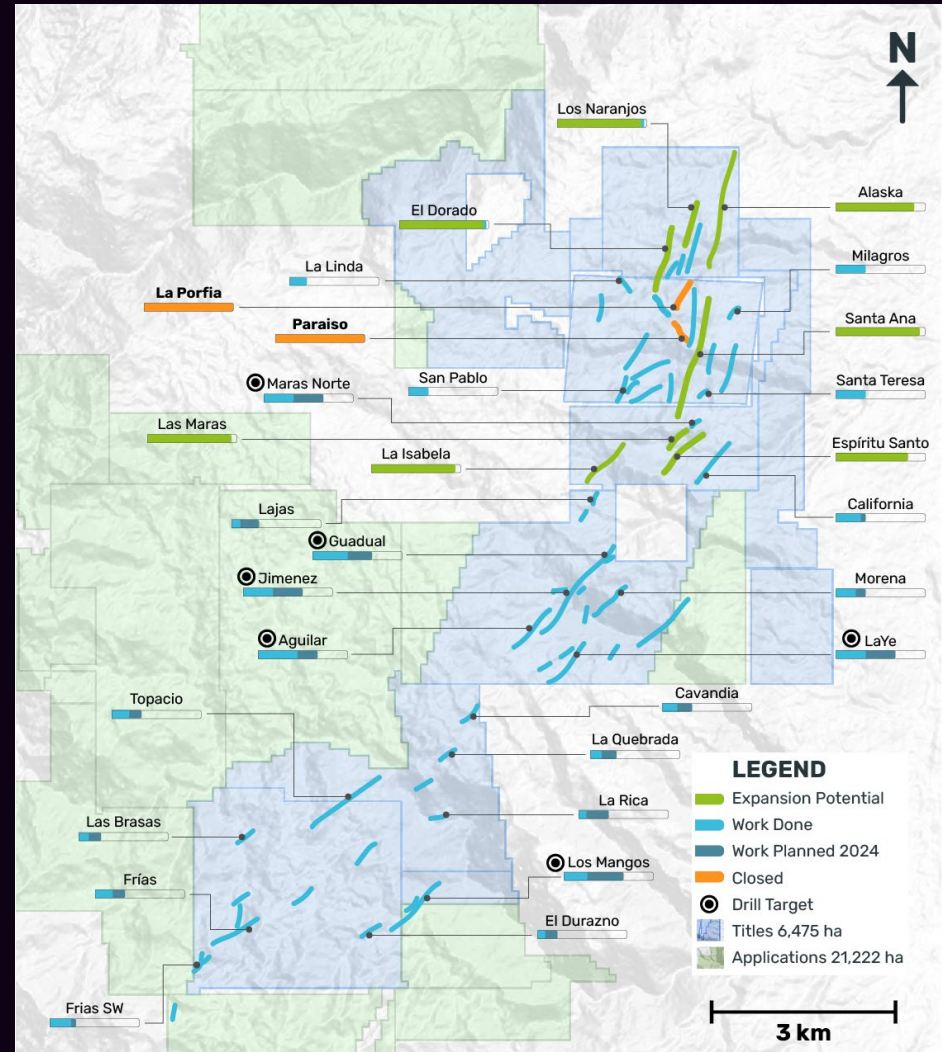 N
Los Naranjos
Alaska
El Dorado
Milagros
La Linda
La Porfia
Santa Ana
Paraiso
San Pablo
Santa Teresa
Maras Norte
Las Maras
Espíritu Santo
La Isabela
California
Lajas
Guadual
Jimenez
Morena
Aguilar
LaYe
Topacio
Cavandia
La Quebrada
La Rica
Las Brasas
Los Mangos
Frías
El Durazno
Frias SW
LEGEND
Expansion Potential
Work Done
Work Planned 2024
Closed
Drill Target
Titles 6,475 ha
Applications 21,222 ha
3 km